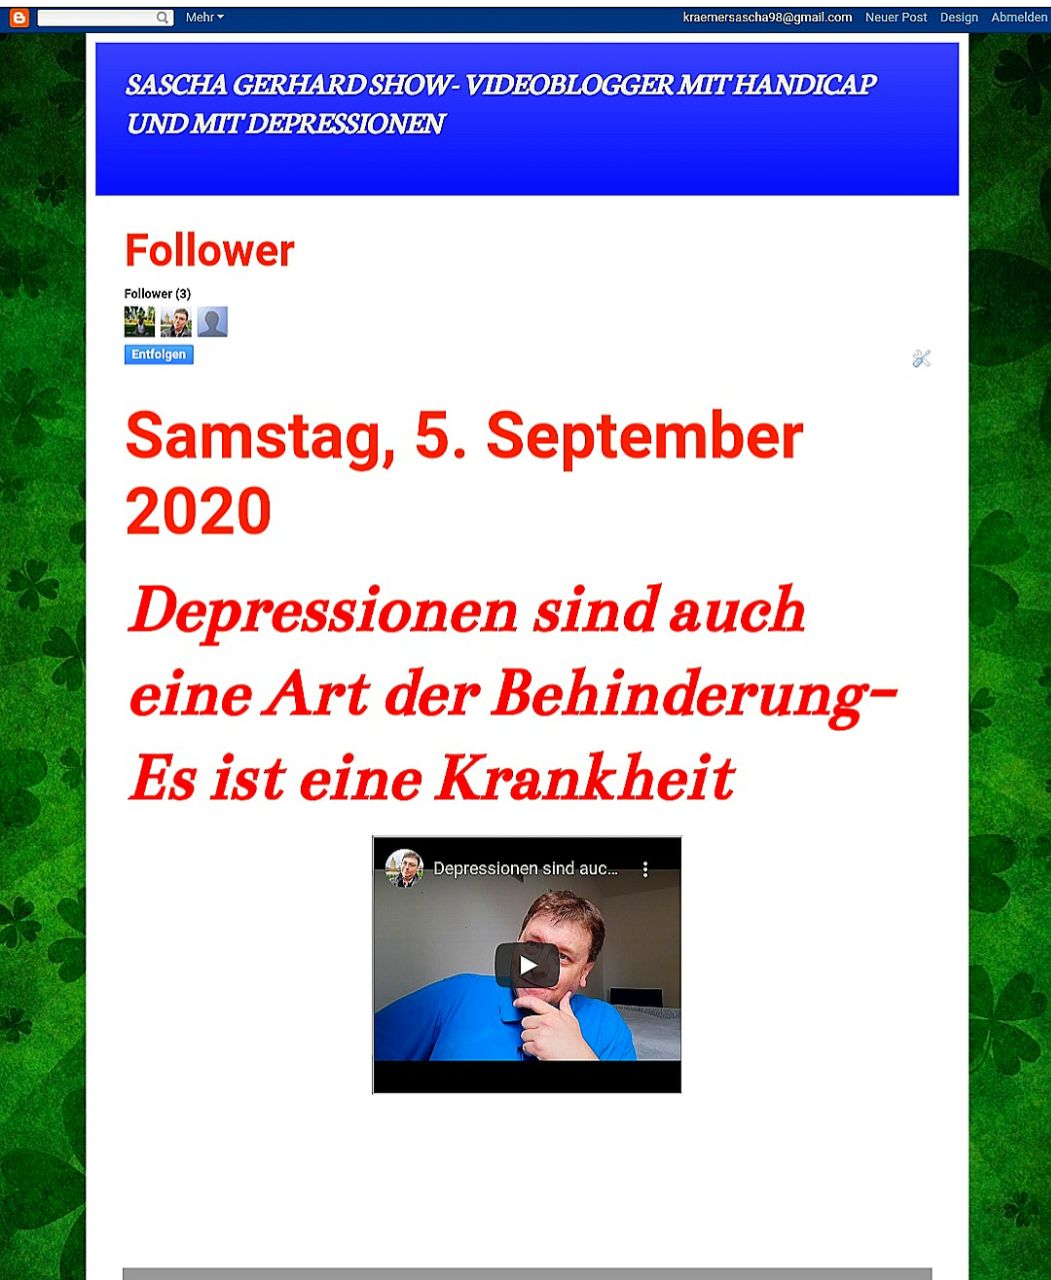 Mehr
kraemersascha98@gmail.com Neuer Post Design Abmelden
SASCHA GERHARD SHOW- VIDEOBLOGGER MIT HANDICAP
UND MIT DEPRESSIONEN
Follower
Follower (3)
Entfolgen
Samstag, 5. September
2020
Depressionen sind auch
eine Art der Behinderung-
Es ist eine Krankheit
Depressionen sind auc...